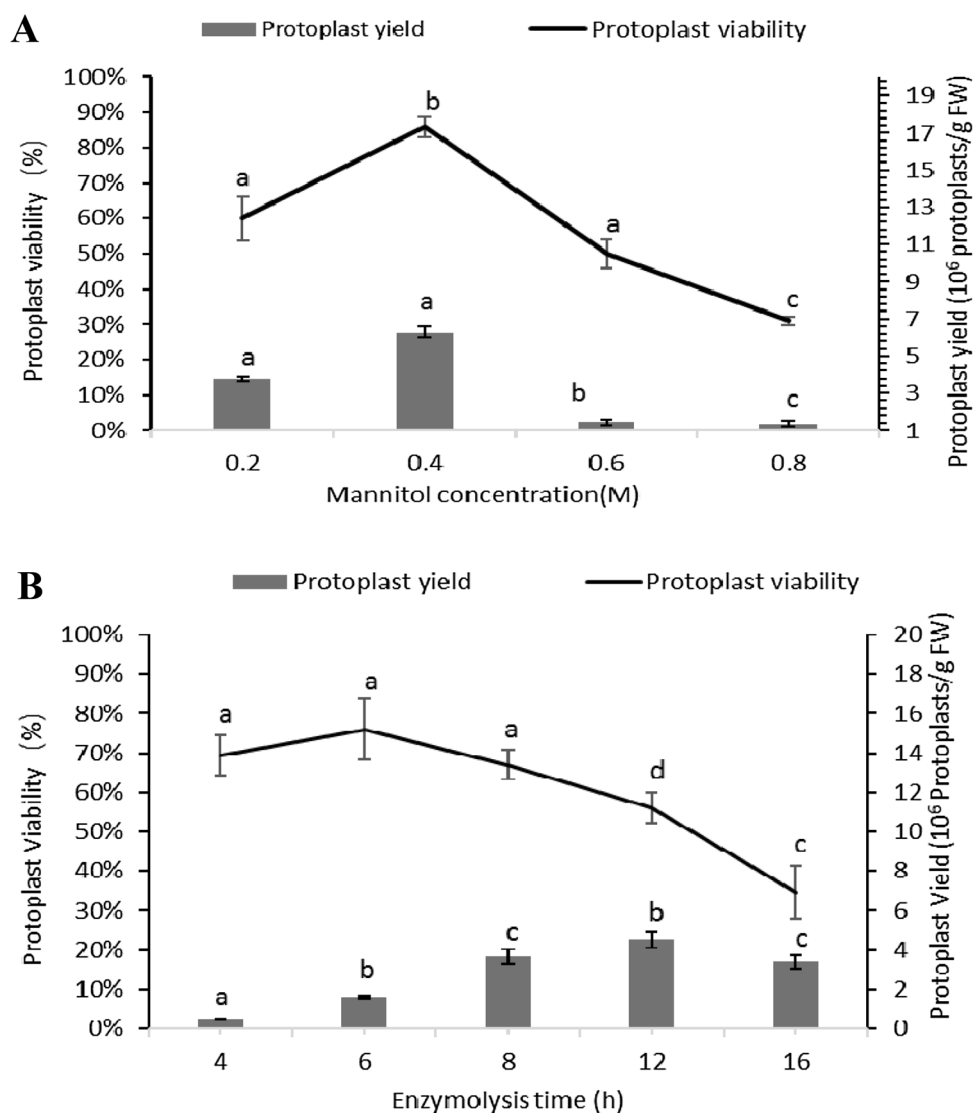 A
Protoplast yield
Protoplast viability
100%
90%
80%
70%
60%
50%
40%
30%
20%
10%
0%
Protoplast viability (%)
19
17
15
13
11
9
7
5
3
1
Protoplast yield (10⁶ protoplasts/g FW)
a
b
a
c
a
a
b
c
0.2 0.4 0.6 0.8
Mannitol concentration(M)
B
Protoplast yield
Protoplast viability
100%
90%
80%
70%
60%
50%
40%
30%
20%
10%
0%
Protoplast Viability (%)
20
18
16
14
12
10
8
6
4
2
0
Protoplast Yield (10⁶ Protoplasts/g FW)
a
a
a
d
c
a
b
c
b
c
4 6 8 12 16
Enzymolysis time (h)